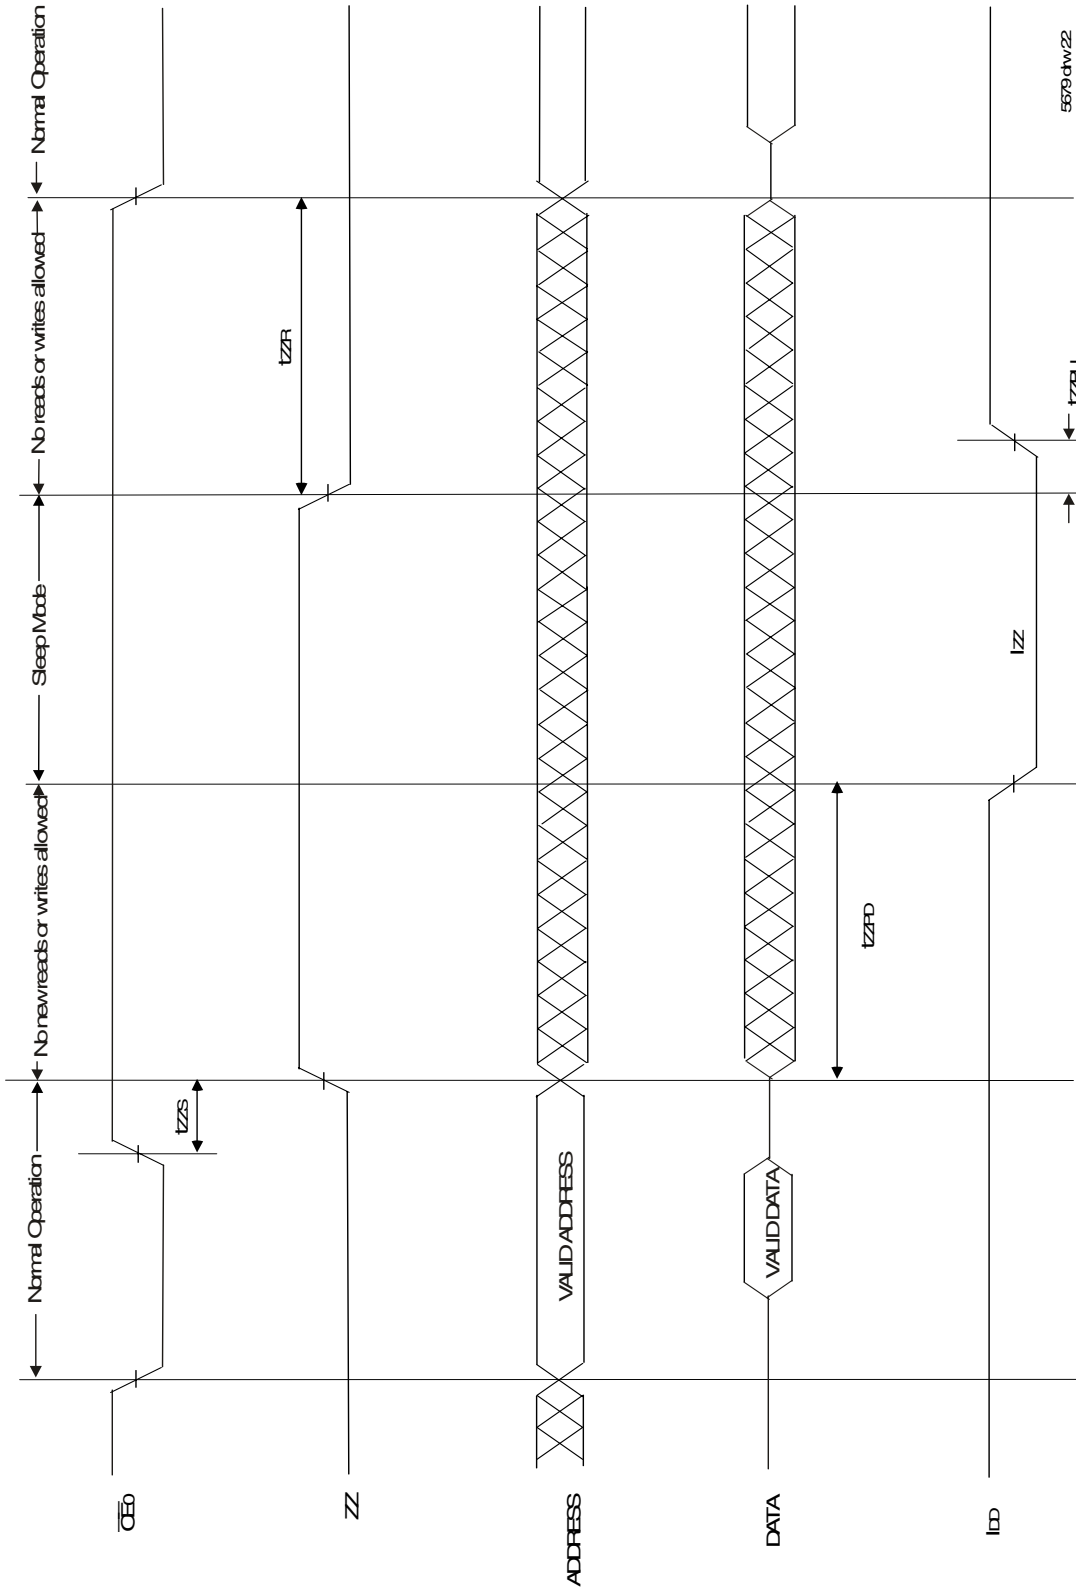 Normal Operation
No new reads or writes allowed
Sleep Mode
No reads or writes allowed
Normal Operation
C̅E̅0
tZZS
ZZ
tZZR
ADDRESS
VALID ADDRESS
DATA
VALID DATA
tZZPD
IDD
IZZ
5679 drw 22